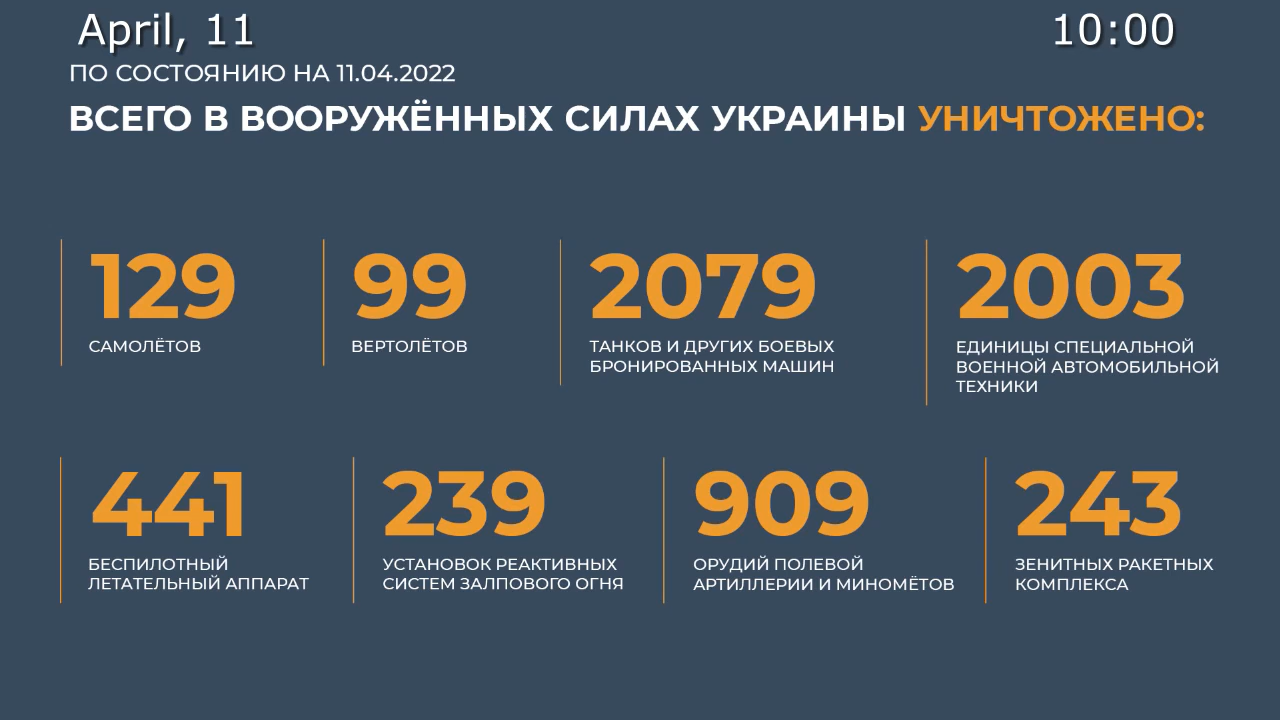 April, 11
10:00
ПО СОСТОЯНИЮ НА 11.04.2022
ВСЕГО В ВООРУЖЁННЫХ СИЛАХ УКРАИНЫ УНИЧТОЖЕНО:
129
САМОЛЁТОВ
99
ВЕРТОЛЁТОВ
2079
ТАНКОВ И ДРУГИХ БОЕВЫХ
БРОНИРОВАННЫХ МАШИН
2003
ЕДИНИЦЫ СПЕЦИАЛЬНОЙ
ВОЕННОЙ АВТОМОБИЛЬНОЙ
ТЕХНИКИ
441
БЕСПИЛОТНЫЙ
ЛЕТАТЕЛЬНЫЙ АППАРАТ
239
УСТАНОВОК РЕАКТИВНЫХ
СИСТЕМ ЗАЛПОВОГО ОГНЯ
909
ОРУДИЙ ПОЛЕВОЙ
АРТИЛЛЕРИИ И МИНОМЁТОВ
243
ЗЕНИТНЫХ РАКЕТНЫХ
КОМПЛЕКСА